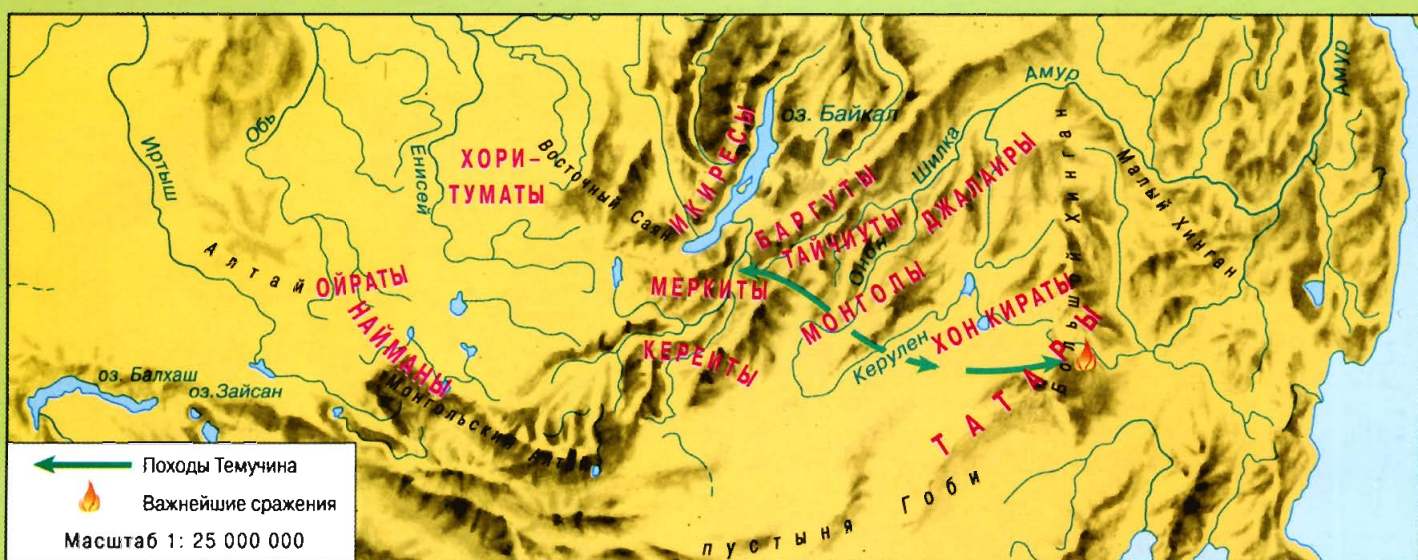 Амур
Амур
оз. Байкал
Обь
Иртыш
Енисей
ХОРИ-
ТУМАТЫ
Восточный Саян
ИКИРЕСЫ
БАРГУТЫ
Шилка
ДЖАЛАИРЫ
ТАЙЧИУТЫ
Онон
Большой Хинган
Малый Хинган
Алтай
ОЙРАТЫ
НАЙМАНЫ
МЕРКИТЫ
МОНГОЛЫ
ХОНКИРАТЫ
КЕРЕИТЫ
Керулен
ТАТАРЫ
оз. Балхаш
оз. Зайсан
Монгольский Алтай
пустыня Гоби
Походы Темучина
Важнейшие сражения
Масштаб 1: 25 000 000